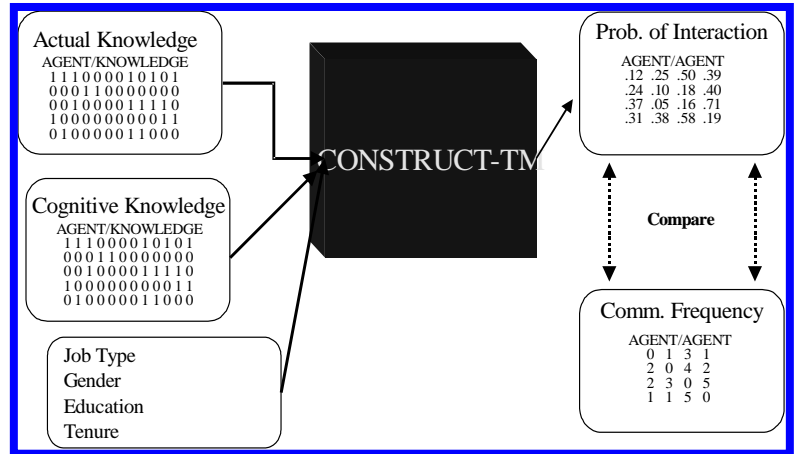 Actual Knowledge
AGENT/KNOWLEDGE
1 1 1 0 0 0 0 1 0 1 0 1
0 0 0 1 1 0 0 0 0 0 0 0
0 0 1 0 0 0 0 1 1 1 1 0
1 0 0 0 0 0 0 0 0 0 1 1
0 1 0 0 0 0 0 1 1 0 0 0
Cognitive Knowledge
AGENT/KNOWLEDGE
1 1 1 0 0 0 0 1 0 1 0 1
0 0 0 1 1 0 0 0 0 0 0 0
0 0 1 0 0 0 0 1 1 1 1 0
1 0 0 0 0 0 0 0 0 0 1 1
0 1 0 0 0 0 0 1 1 0 0 0
Job Type
Gender
Education
Tenure
CONSTRUCT-TM
Prob. of Interaction
AGENT/AGENT
.12 .25 .50 .39
.24 .10 .18 .40
.37 .05 .16 .71
.31 .38 .58 .19
Compare
Comm. Frequency
AGENT/AGENT
0 1 3 1
2 0 4 2
2 3 0 5
1 1 5 0